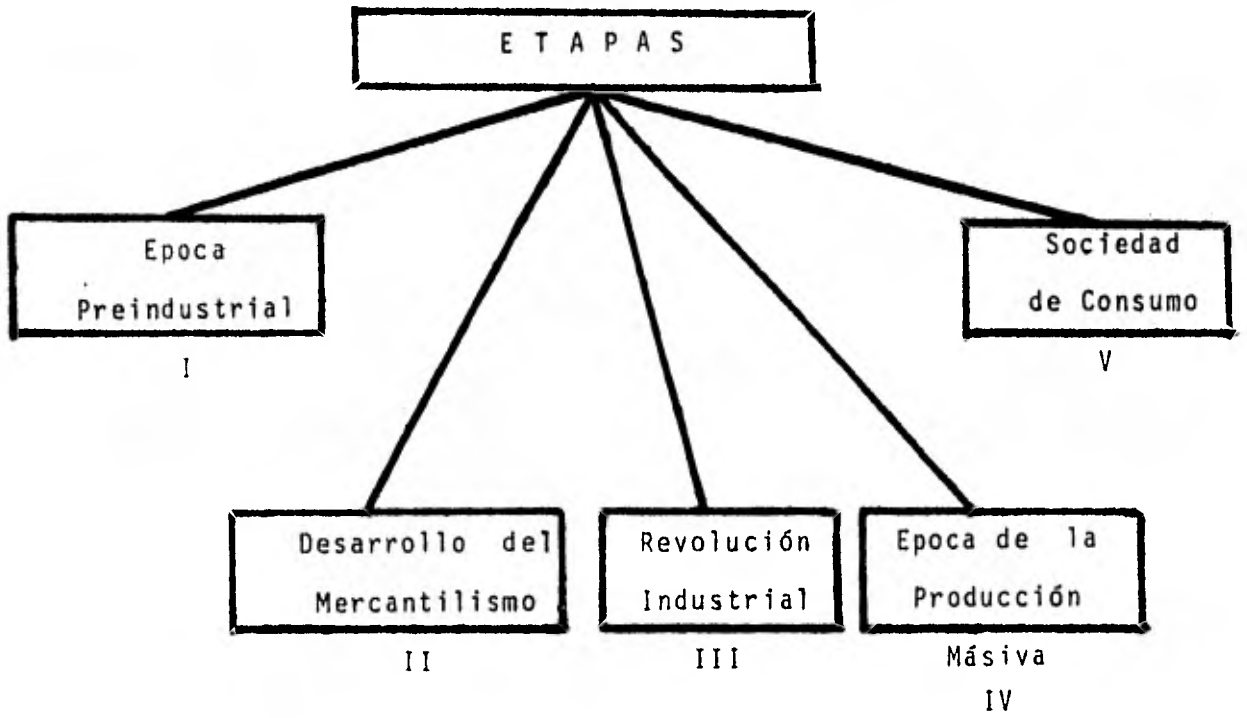 E T A P A S
Epoca
Preindustrial
I
Desarrollo del
Mercantilismo
II
Revolución
Industrial
III
Epoca de la
Producción
Másiva
IV
Sociedad
de Consumo
V